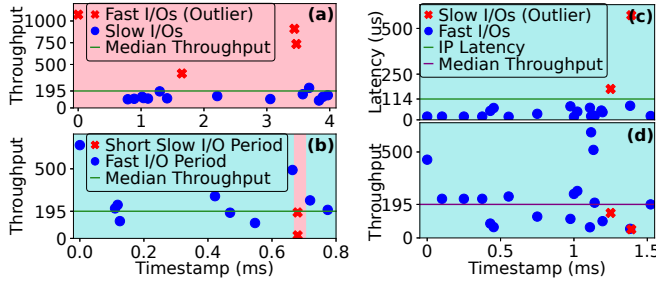 Fast I/Os (Outlier)
Slow I/Os
Median Throughput
(a)
Throughput
1000
750
500
195
0
0 1 2 3 4
Short Slow I/O Period
Fast I/O Period
Median Throughput
(b)
Throughput
500
195
0
0.0 0.2 0.4 0.6 0.8
Timestamp (ms)
Slow I/Os (Outlier)
Fast I/Os
IP Latency
Median Throughput
(c)
Latency (us)
500
250
114
0
(d)
Throughput
500
195
0
0.0 0.5 1.0 1.5
Timestamp (ms)